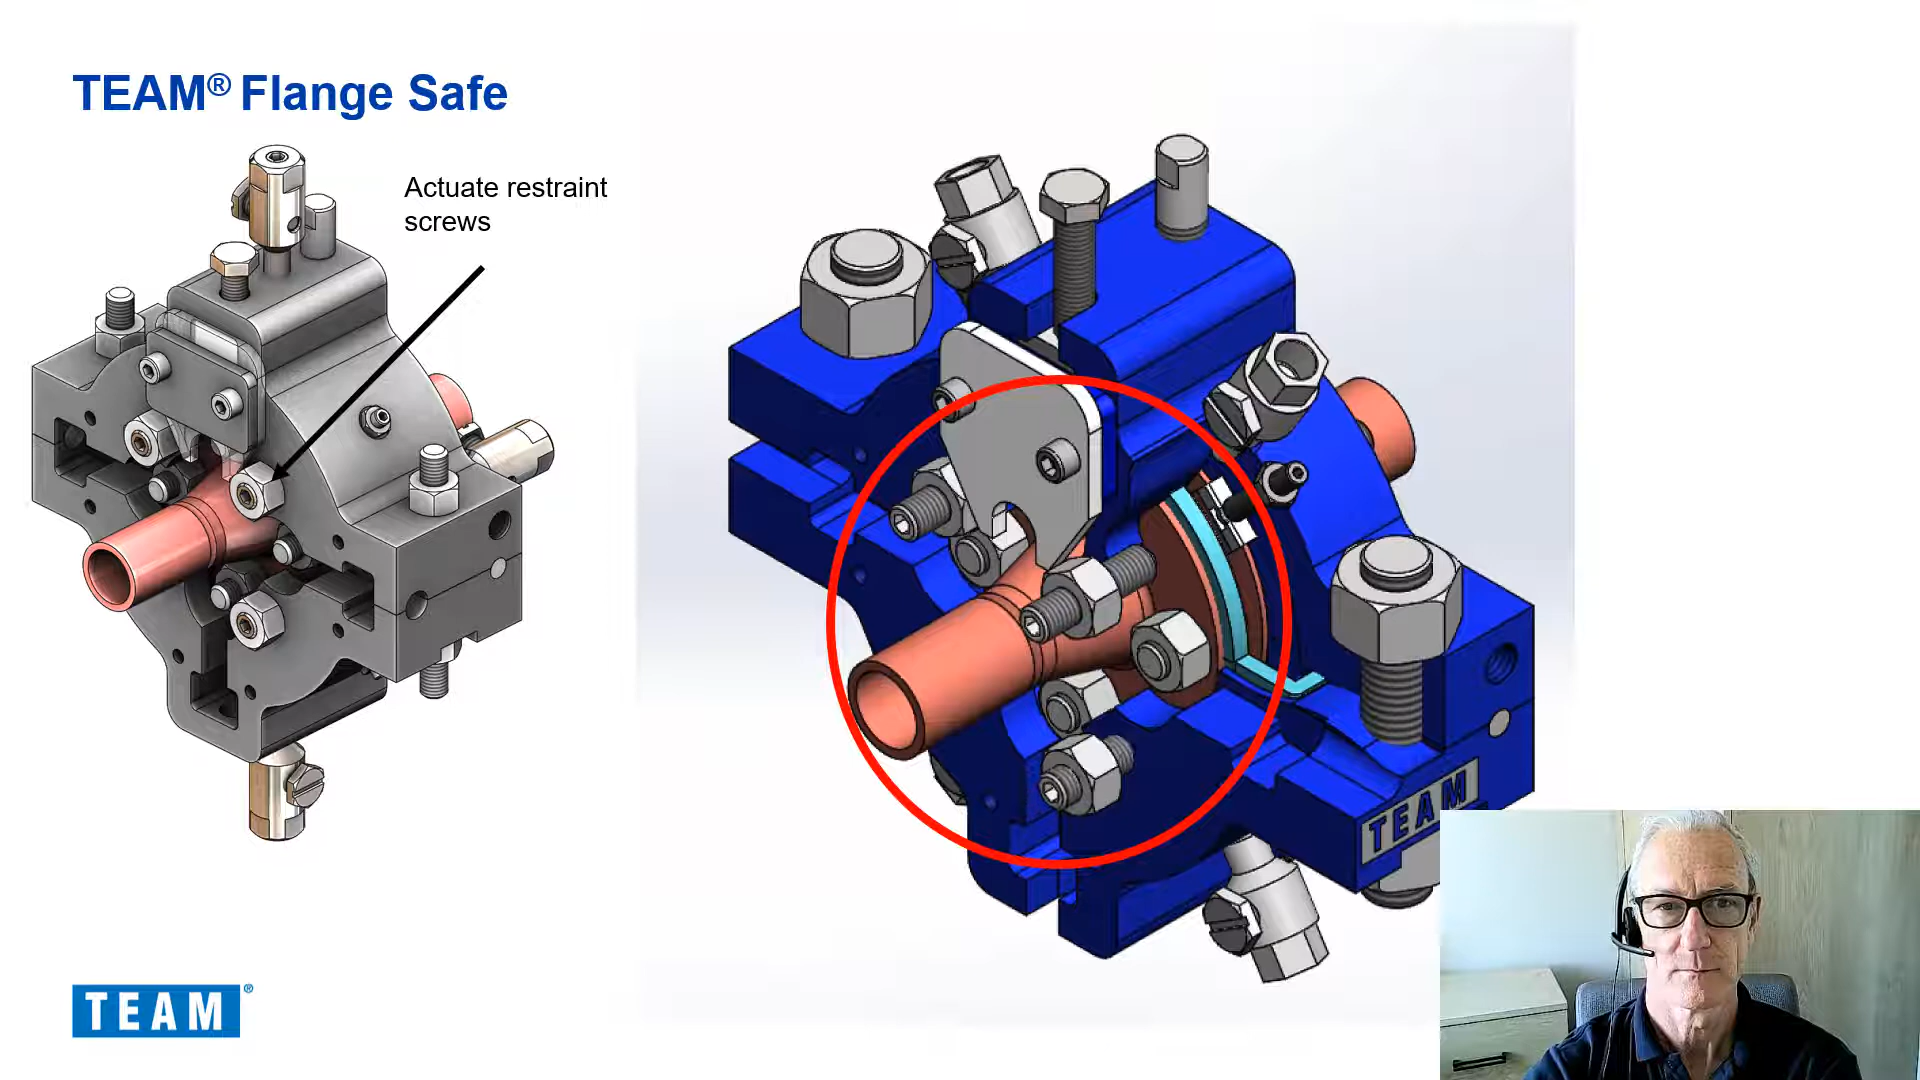 TEAM® Flange Safe
Actuate restraint
screws
TEAM
TEAM®